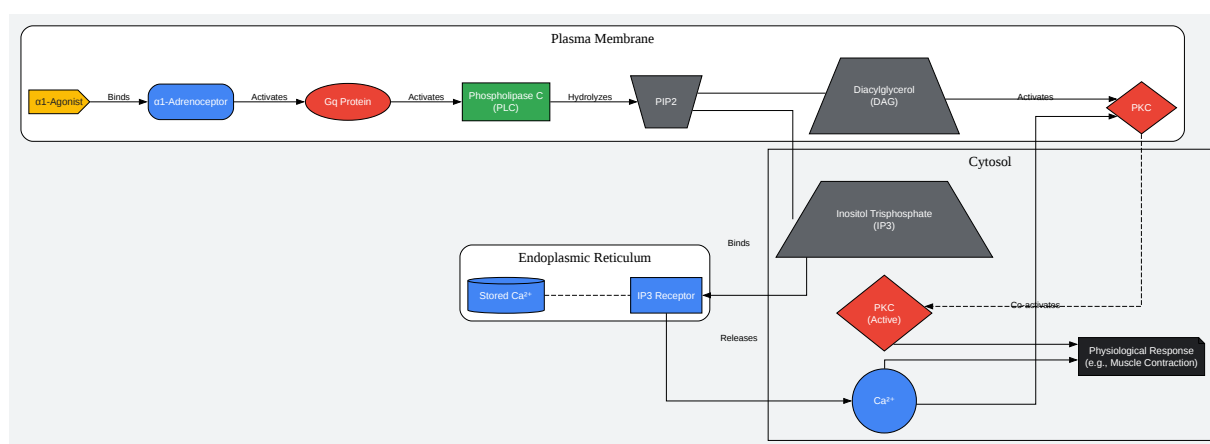 Plasma Membrane
α1-Agonist
Binds
α1-Adrenoceptor
Activates
Gq Protein
Activates
Phospholipase C
(PLC)
Hydrolyzes
PIP2
Diacylglycerol
(DAG)
Activates
PKC
Cytosol
Inositol Trisphosphate
(IP3)
Binds
Endoplasmic Reticulum
Stored Ca²⁺
IP3 Receptor
PKC
(Active)
Co-activates
Releases
Physiological Response
(e.g., Muscle Contraction)
Ca²⁺